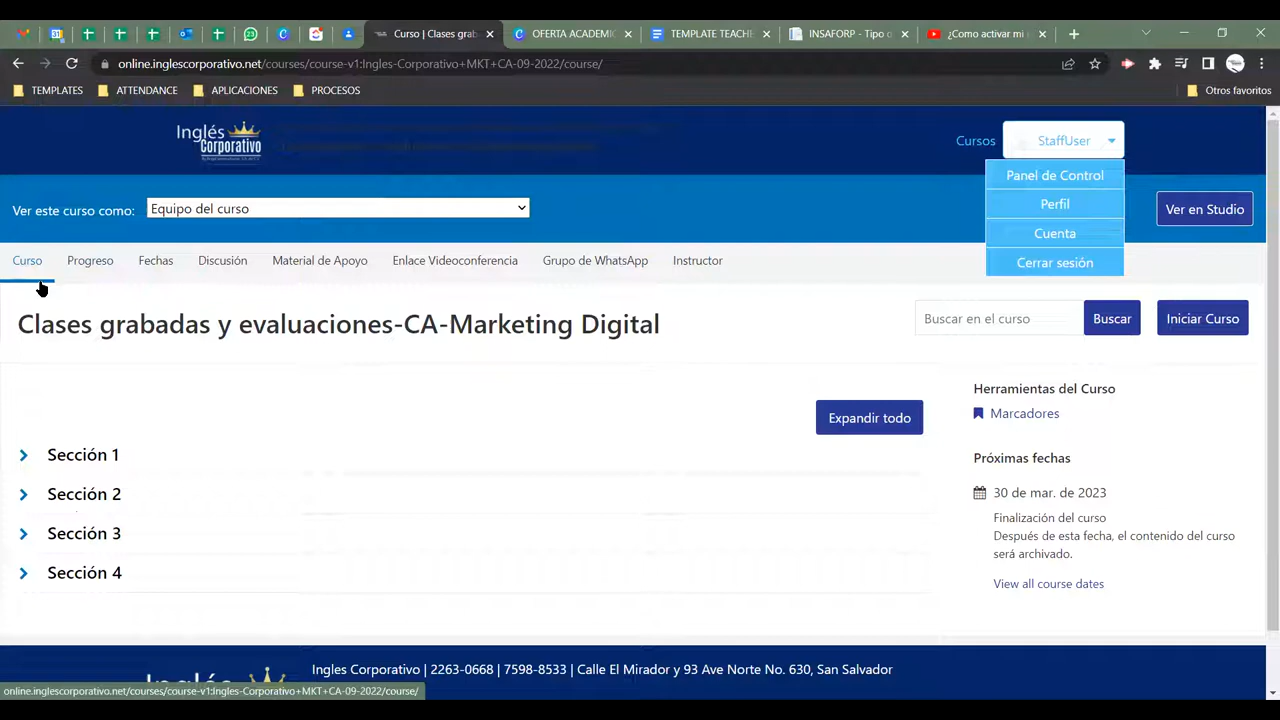 23
Curso | Clases grab
OFERTA ACADEMIC
TEMPLATE TEACHE
INSAFORP - Tipo o
¿Como activar mi
online.inglescorporativo.net/courses/course-v1:Ingles-Corporativo+MKT+CA-09-2022/course/
TEMPLATES
ATTENDANCE
APLICACIONES
PROCESOS
Otros favoritos
Inglés
Corporativo
Cursos
StaffUser
Panel de Control
Perfil
Cuenta
Cerrar sesión
Ver este curso como:
Equipo del curso
Ver en Studio
Curso
Progreso
Fechas
Discusión
Material de Apoyo
Enlace Videoconferencia
Grupo de WhatsApp
Instructor
Clases grabadas y evaluaciones-CA-Marketing Digital
Buscar en el curso
Buscar
Iniciar Curso
Expandir todo
Sección 1
Sección 2
Sección 3
Sección 4
Herramientas del Curso
Marcadores
Próximas fechas
30 de mar. de 2023
Finalización del curso
Después de esta fecha, el contenido del curso
será archivado.
View all course dates
Ingles Corporativo | 2263-0668 | 7598-8533 | Calle El Mirador y 93 Ave Norte No. 630, San Salvador
online.inglescorporativo.net/courses/course-v1:Ingles-Corporativo+MKT+CA-09-2022/course/